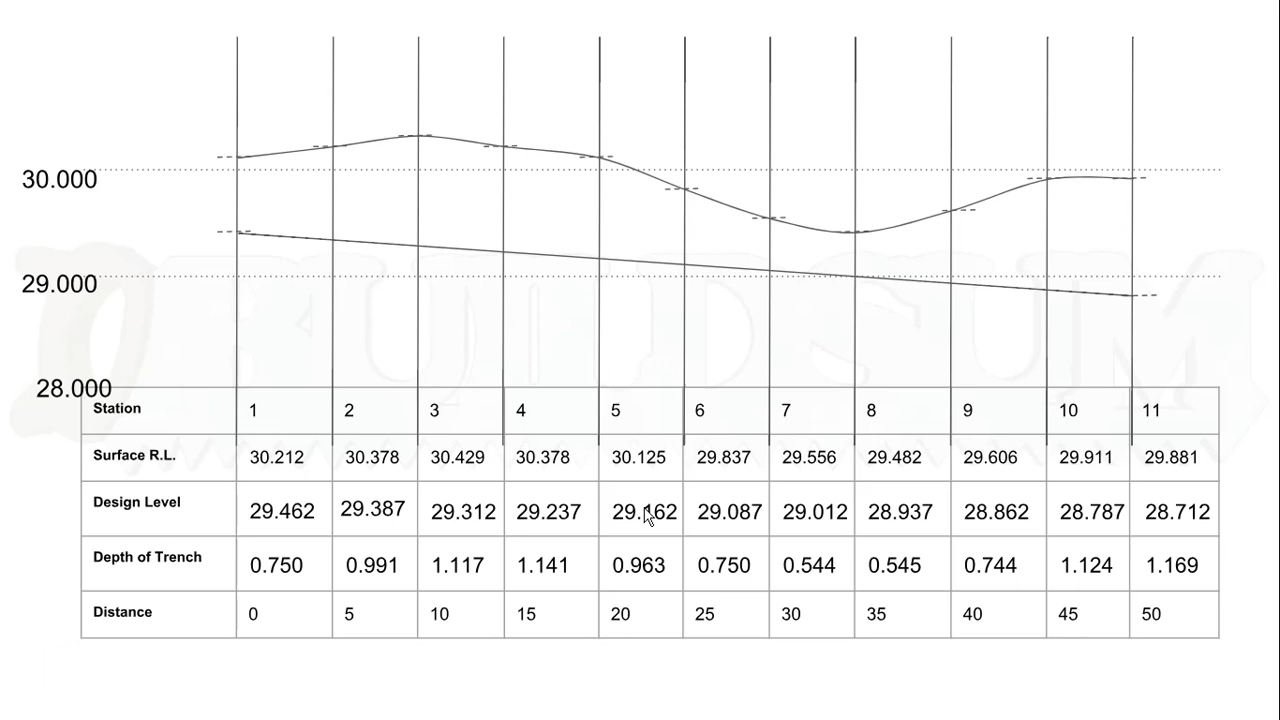 30.000
29.000
28.000
Station 1 2 3 4 5 6 7 8 9 10 11
Surface R.L. 30.212 30.378 30.429 30.378 30.125 29.837 29.556 29.482 29.606 29.911 29.881
Design Level 29.462 29.387 29.312 29.237 29.162 29.087 29.012 28.937 28.862 28.787 28.712
Depth of Trench 0.750 0.991 1.117 1.141 0.963 0.750 0.544 0.545 0.744 1.124 1.169
Distance 0 5 10 15 20 25 30 35 40 45 50